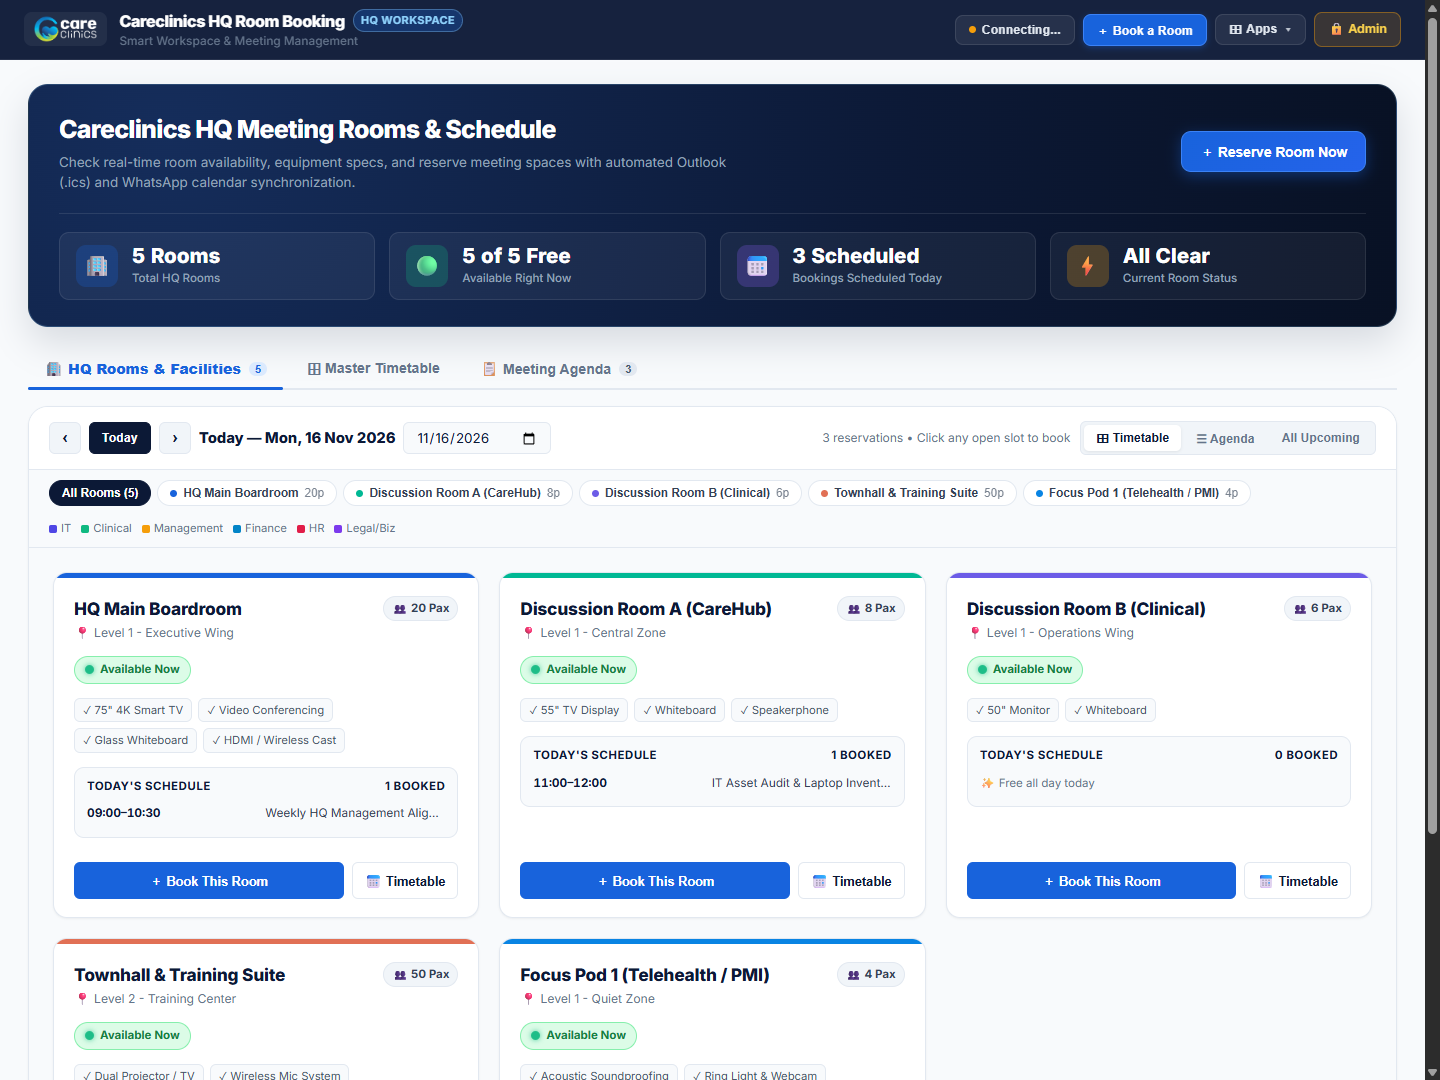 care clinics
Careclinics HQ Room Booking
HQ WORKSPACE
Smart Workspace & Meeting Management
Connecting...
+ Book a Room
Apps
Admin
Careclinics HQ Meeting Rooms & Schedule
Check real-time room availability, equipment specs, and reserve meeting spaces with automated Outlook
(.ics) and WhatsApp calendar synchronization.
+ Reserve Room Now
5 Rooms
Total HQ Rooms
5 of 5 Free
Available Right Now
3 Scheduled
Bookings Scheduled Today
All Clear
Current Room Status
HQ Rooms & Facilities 5
Master Timetable
Meeting Agenda 3
‹ Today › Today — Mon, 16 Nov 2026 11/16/2026
3 reservations • Click any open slot to book
Timetable
Agenda
All Upcoming
All Rooms (5)
HQ Main Boardroom 20p
Discussion Room A (CareHub) 8p
Discussion Room B (Clinical) 6p
Townhall & Training Suite 50p
Focus Pod 1 (Telehealth / PMI) 4p
IT Clinical Management Finance HR Legal/Biz
HQ Main Boardroom
20 Pax
Level 1 - Executive Wing
Available Now
✓ 75" 4K Smart TV
✓ Video Conferencing
✓ Glass Whiteboard
✓ HDMI / Wireless Cast
TODAY'S SCHEDULE 1 BOOKED
09:00–10:30 Weekly HQ Management Alig...
+ Book This Room
Timetable
Discussion Room A (CareHub)
8 Pax
Level 1 - Central Zone
Available Now
✓ 55" TV Display
✓ Whiteboard
✓ Speakerphone
TODAY'S SCHEDULE 1 BOOKED
11:00–12:00 IT Asset Audit & Laptop Invent...
+ Book This Room
Timetable
Discussion Room B (Clinical)
6 Pax
Level 1 - Operations Wing
Available Now
✓ 50" Monitor
✓ Whiteboard
TODAY'S SCHEDULE 0 BOOKED
Free all day today
+ Book This Room
Timetable
Townhall & Training Suite
50 Pax
Level 2 - Training Center
Available Now
✓ Dual Projector / TV
✓ Wireless Mic System
Focus Pod 1 (Telehealth / PMI)
4 Pax
Level 1 - Quiet Zone
Available Now
✓ Acoustic Soundproofing
✓ Ring Light & Webcam